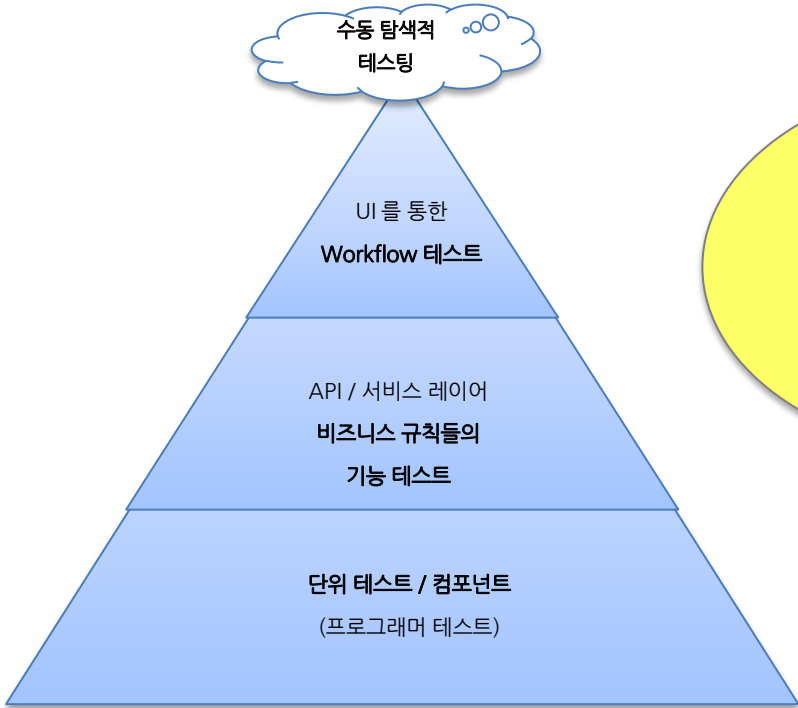 수동 탐색적
테스팅
UI 를 통한
Workflow 테스트
API / 서비스 레이어
비즈니스 규칙들의
기능 테스트
단위 테스트 / 컴포넌트
(프로그래머 테스트)